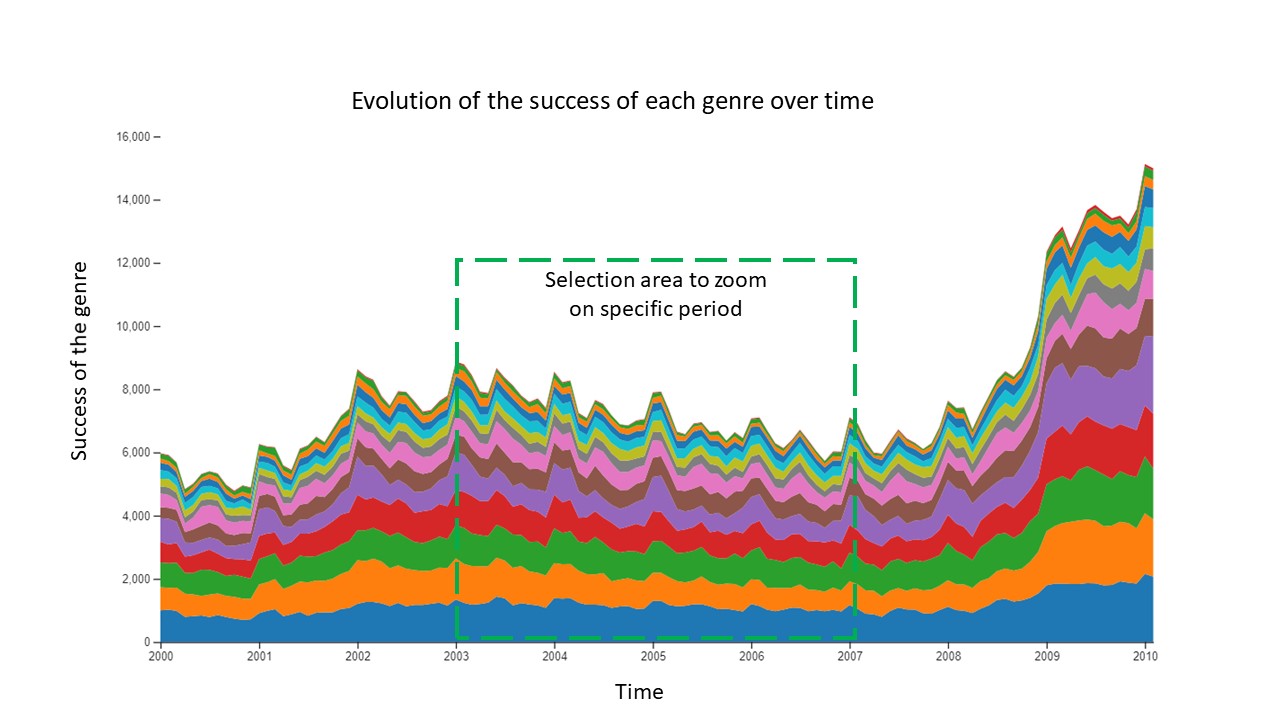 Evolution of the success of each genre over time
16,000
14,000
12,000
10,000
8,000
6,000
4,000
2,000
0
Success of the genre
Selection area to zoom
on specific period
2000 2001 2002 2003 2004 2005 2006 2007 2008 2009 2010
Time